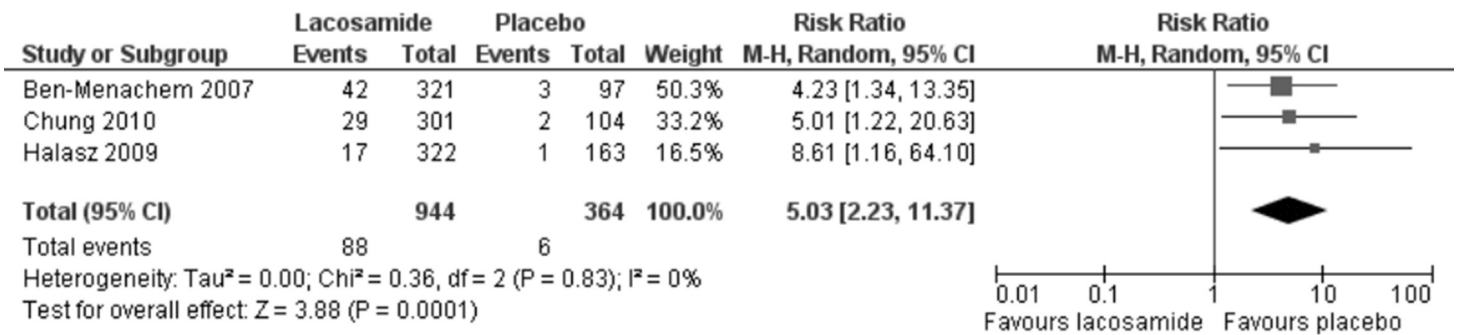 Lacosamide Placebo Risk Ratio Risk Ratio
Study or Subgroup Events Total Events Total Weight M-H, Random, 95% CI M-H, Random, 95% CI
Ben-Menachem 2007 42 321 3 97 50.3% 4.23 [1.34, 13.35]
Chung 2010 29 301 2 104 33.2% 5.01 [1.22, 20.63]
Halasz 2009 17 322 1 163 16.5% 8.61 [1.16, 64.10]
Total (95% CI) 944 364 100.0% 5.03 [2.23, 11.37]
Total events 88 6
Heterogeneity: Tau² = 0.00; Chi² = 0.36, df = 2 (P = 0.83); I² = 0%
Test for overall effect: Z = 3.88 (P = 0.0001)
0.01 0.1 1 10 100
Favours lacosamide Favours placebo